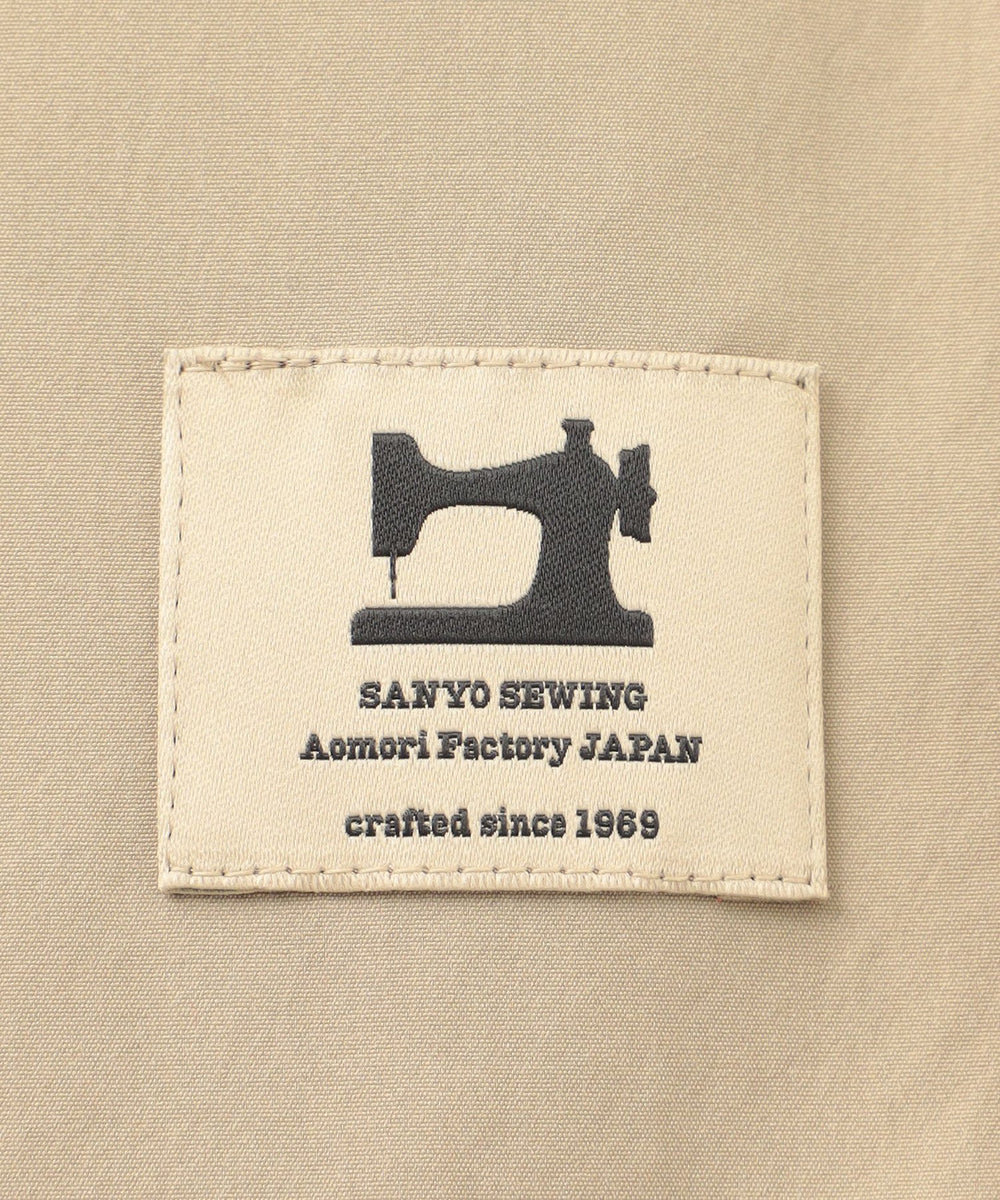 SANYO SEWING
Aomori Factory JAPAN
crafted since 1969